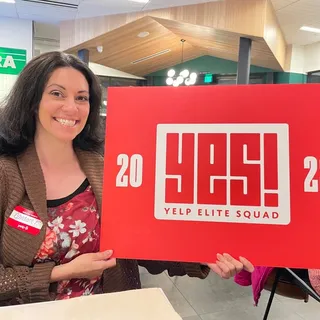 RA
20 YES! 2
YELP ELITE SQUAD